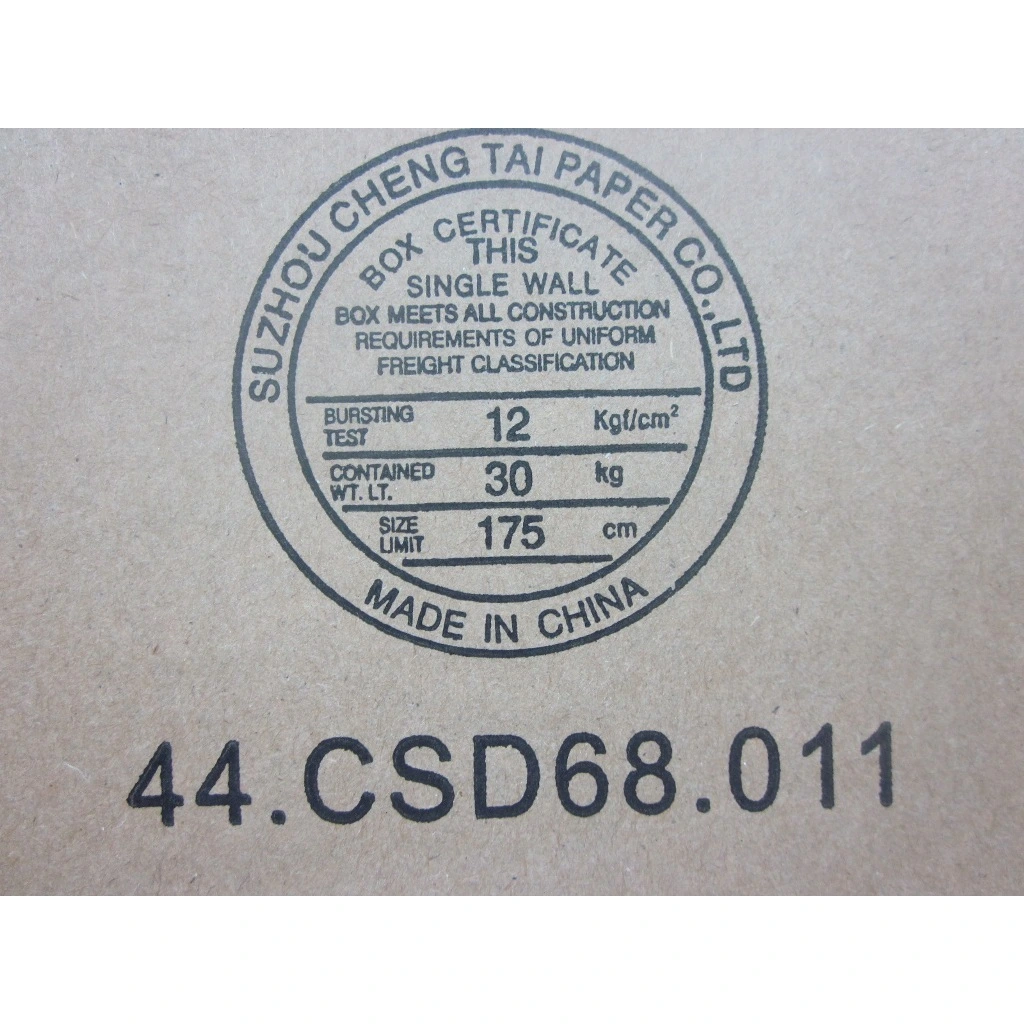 SUZHOU CHENG TAI PAPER CO.,LTD
BOX CERTIFICATE
THIS
SINGLE WALL
BOX MEETS ALL CONSTRUCTION
REQUIREMENTS OF UNIFORM
FREIGHT CLASSIFICATION
BURSTING TEST 12 Kgf/cm²
CONTAINED WT. LT. 30 kg
SIZE LIMIT 175 cm
MADE IN CHINA
44.CSD68.011